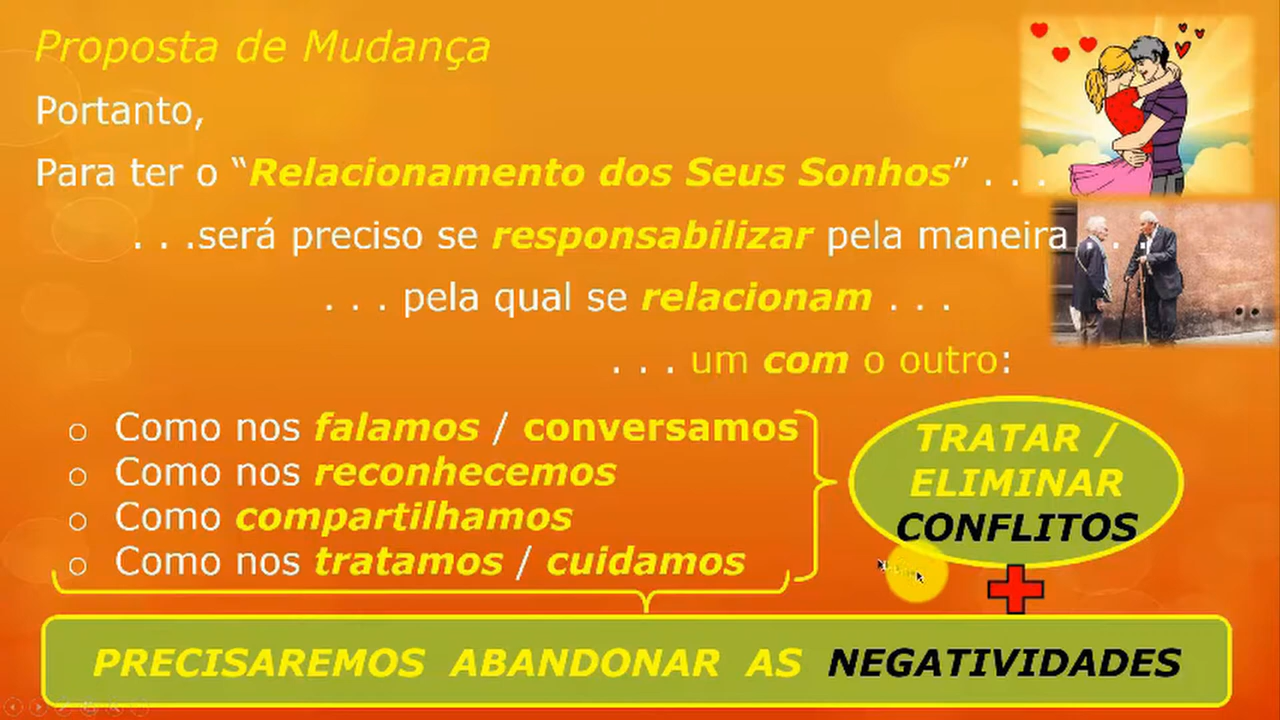 Proposta de Mudança
Portanto,
Para ter o “Relacionamento dos Seus Sonhos” . . .
. . .será preciso se responsabilizar pela maneira . . .
. . . pela qual se relacionam . . .
. . . um com o outro:
o Como nos falamos / conversamos
o Como nos reconhecemos
o Como compartilhamos
o Como nos tratamos / cuidamos
TRATAR /
ELIMINAR
CONFLITOS
PRECISAREMOS ABANDONAR AS NEGATIVIDADES